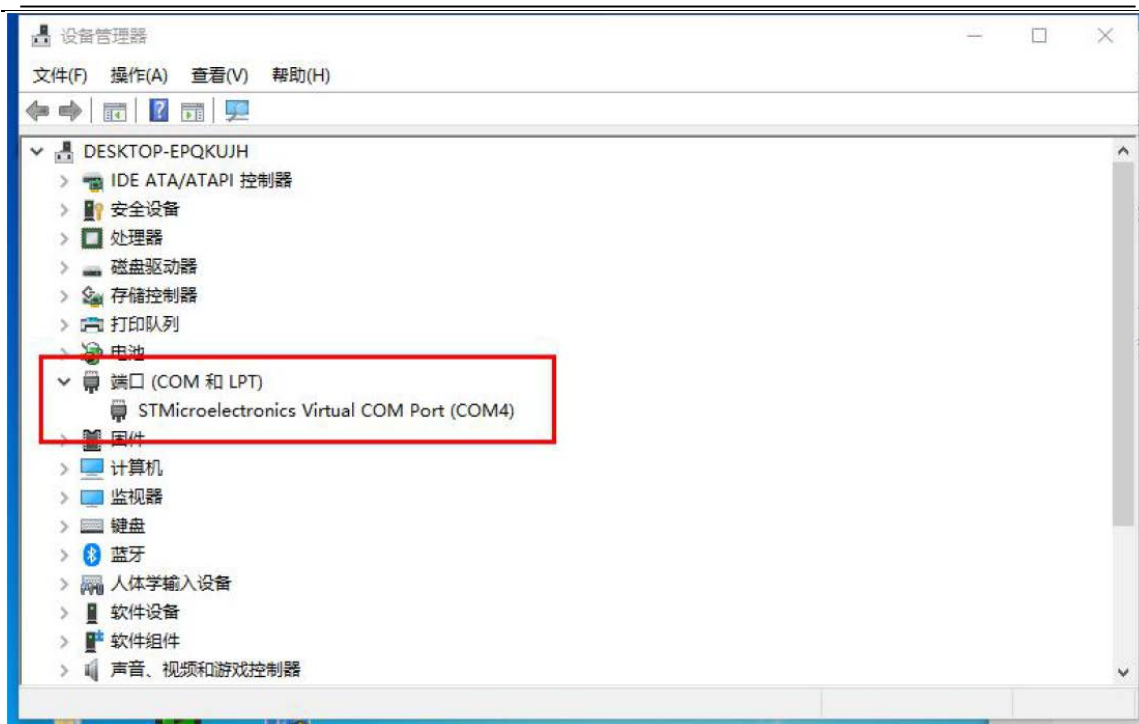 设备管理器
文件(F) 操作(A) 查看(V) 帮助(H)
DESKTOP-EPQKUJH
IDE ATA/ATAPI 控制器
安全设备
处理器
磁盘驱动器
存储控制器
打印队列
电池
端口 (COM 和 LPT)
STMicroelectronics Virtual COM Port (COM4)
固件
计算机
监视器
键盘
蓝牙
人体学输入设备
软件设备
软件组件
声音、视频和游戏控制器